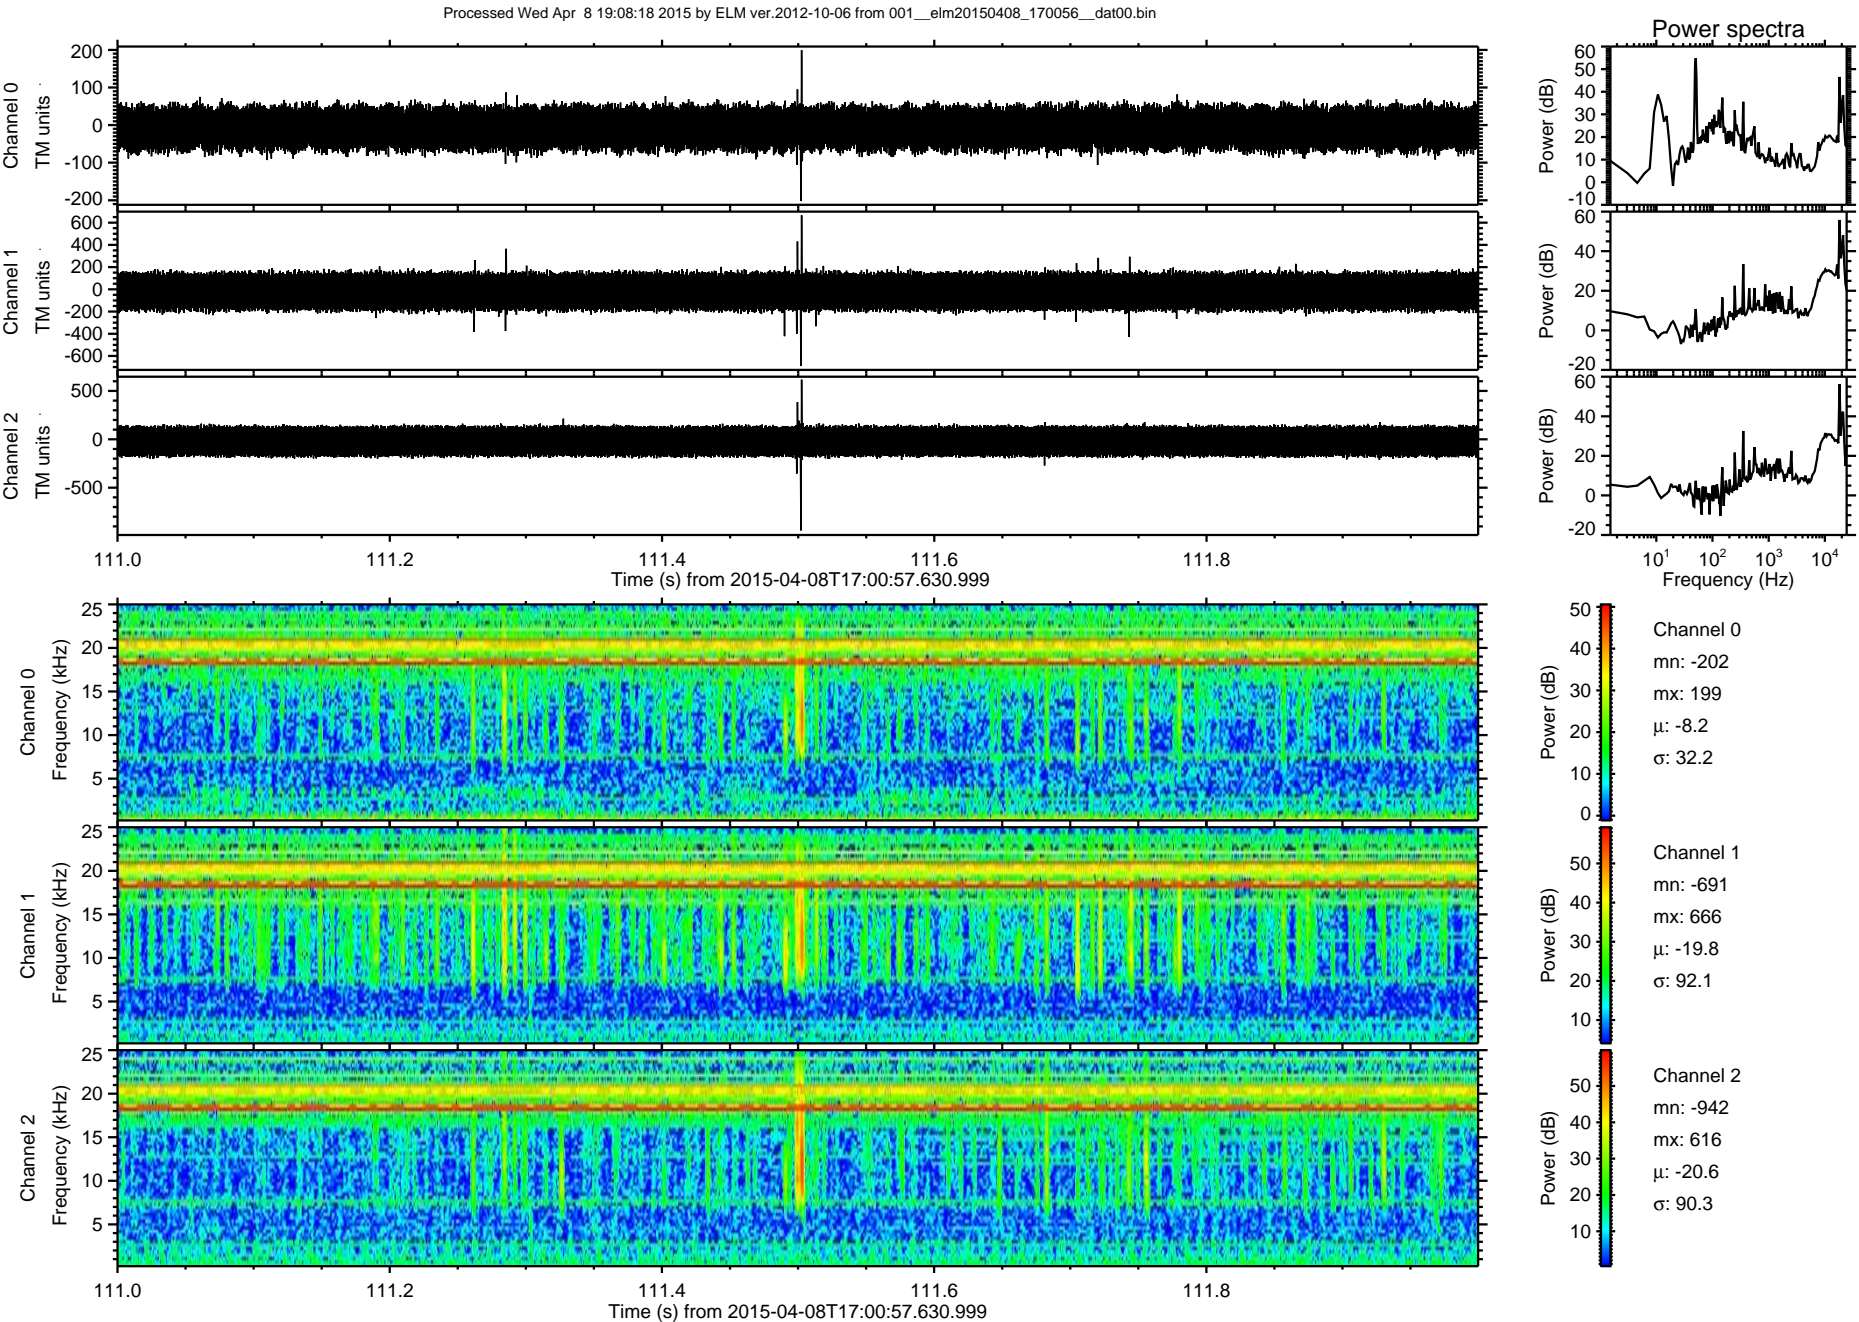 Processed Wed Apr 8 19:08:18 2015 by ELM ver.2012-10-06 from 001__elm20150408_170056__dat00.bin
Power spectra
Channel 0
TM units
200
100
0
-100
-200
Power (dB)
60
50
40
30
20
10
0
-10
Channel 1
TM units
600
400
200
0
-200
-400
-600
Power (dB)
60
40
20
0
-20
Channel 2
TM units
500
0
-500
Power (dB)
60
40
20
0
-20
111.0 111.2 111.4 111.6 111.8
Time (s) from 2015-04-08T17:00:57.630.999
10^1 10^2 10^3 10^4
Frequency (Hz)
Channel 0
Frequency (kHz)
25
20
15
10
5
Power (dB)
50
40
30
20
10
0
Channel 0
mn: -202
mx: 199
μ: -8.2
σ: 32.2
Channel 1
Frequency (kHz)
25
20
15
10
5
Power (dB)
50
40
30
20
10
Channel 1
mn: -691
mx: 666
μ: -19.8
σ: 92.1
Channel 2
Frequency (kHz)
25
20
15
10
5
Power (dB)
50
40
30
20
10
Channel 2
mn: -942
mx: 616
μ: -20.6
σ: 90.3
111.0 111.2 111.4 111.6 111.8
Time (s) from 2015-04-08T17:00:57.630.999